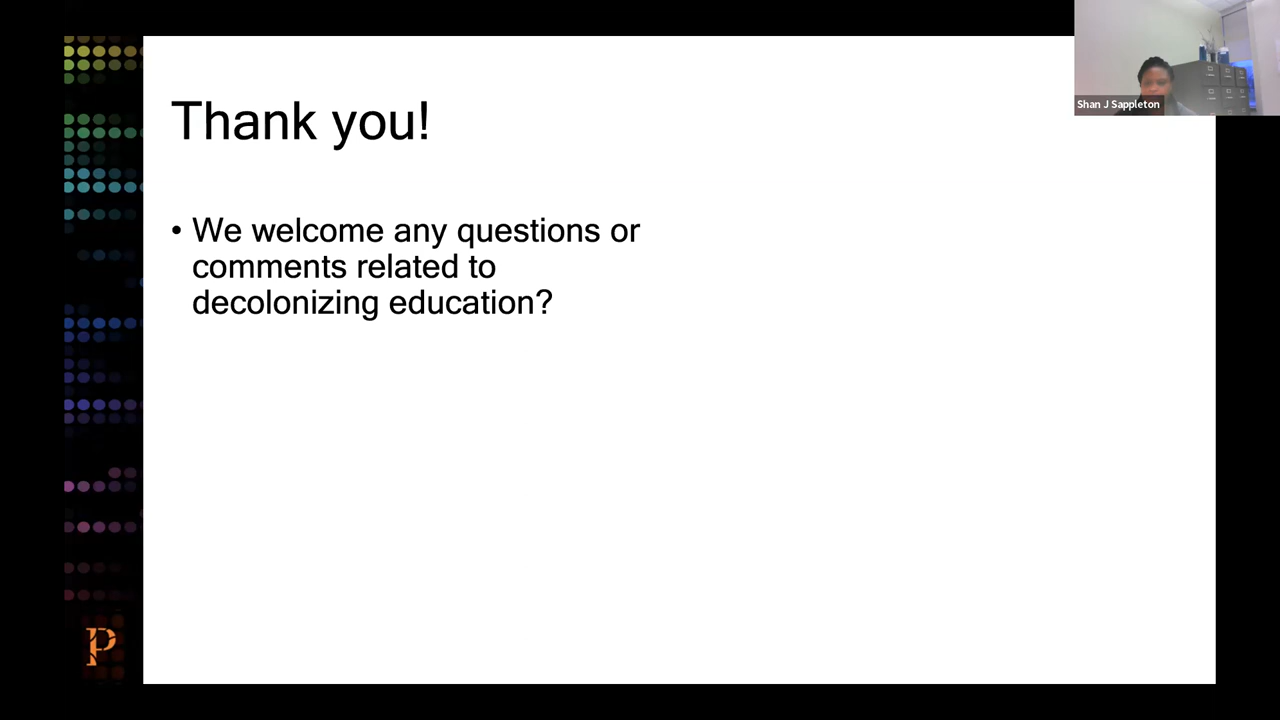 Shan J Sappleton
Thank you!
• We welcome any questions or
comments related to
decolonizing education?
P